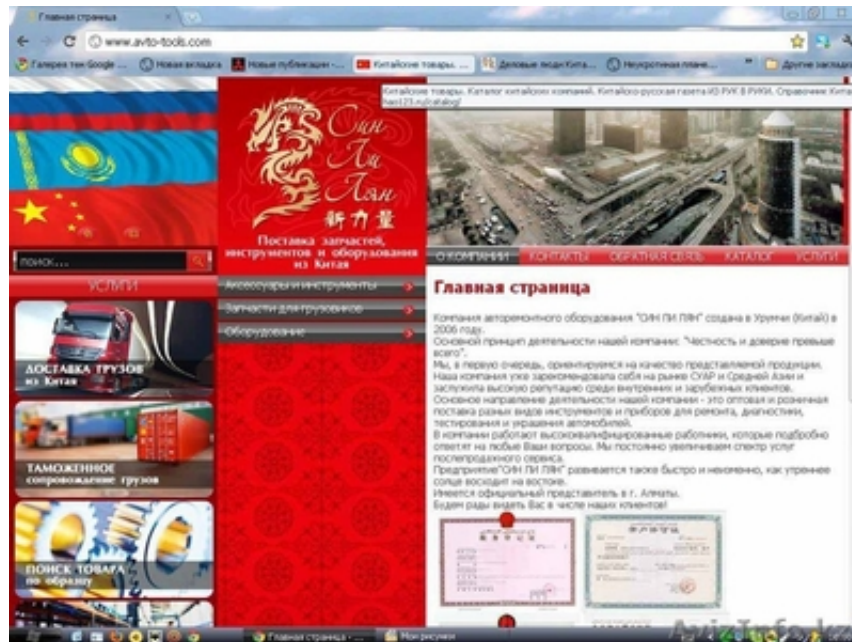 Главная страница
www.avto-tools.com
Галерея тем Google ...
Новая вкладка
Новые публикации -...
Китайские товары. ...
Деловые люди Кита...
Неукротимая плане...
Другие закладки
Китайские товары. Каталог китайских компаний. Китайско-русская газета ИЗ РУК В РУКИ. Справочник Кита
hao123.ru/catalog/
Син
Ли
Лян
新力量
Поставка запчастей,
инструментов и оборудования
из Китая
поиск...
О КОМПАНИИ
КОНТАКТЫ
ОБРАТНАЯ СВЯЗЬ
КАТАЛОГ
УСЛУГИ
УСЛУГИ
Аксессуары и инструменты
Запчасти для грузовиков
Оборудование
ДОСТАВКА ГРУЗОВ
из Китая
ТАМОЖЕННОЕ
сопровождение грузов
ПОИСК ТОВАРА
по образцу
Главная страница
Компания авторемонтного оборудования "СИН ЛИ ЛЯН" создана в Урумчи (Китай) в
2006 году.
Основной принцип деятельности нашей компании: "Честность и доверие превыше
всего".
Мы, в первую очередь, ориентируемся на качество представляемой продукции.
Наша компания уже зарекомендовала себя на рынке СУАР и Средней Азии и
заслужила высокую репутацию среди внутренних и зарубежных клиентов.
Основное направление деятельности нашей компании - это оптовая и розничная
поставка разных видов инструментов и приборов для ремонта, диагностики,
тестирования и украшения автомобилей.
В компании работают высококвалифицированные работники, которые подробно
ответят на любые Ваши вопросы. Мы постоянно увеличиваем спектр услуг
послепродажного сервиса.
Предприятие"СИН ЛИ ЛЯН" развивается также быстро и неизменно, как утреннее
солнце восходит на востоке.
Имеется официальный представитель в г. Алматы.
Будем рады видеть Вас в числе наших клиентов!
Главная страница - ...
Мои рисунки
AvizInfo.kz